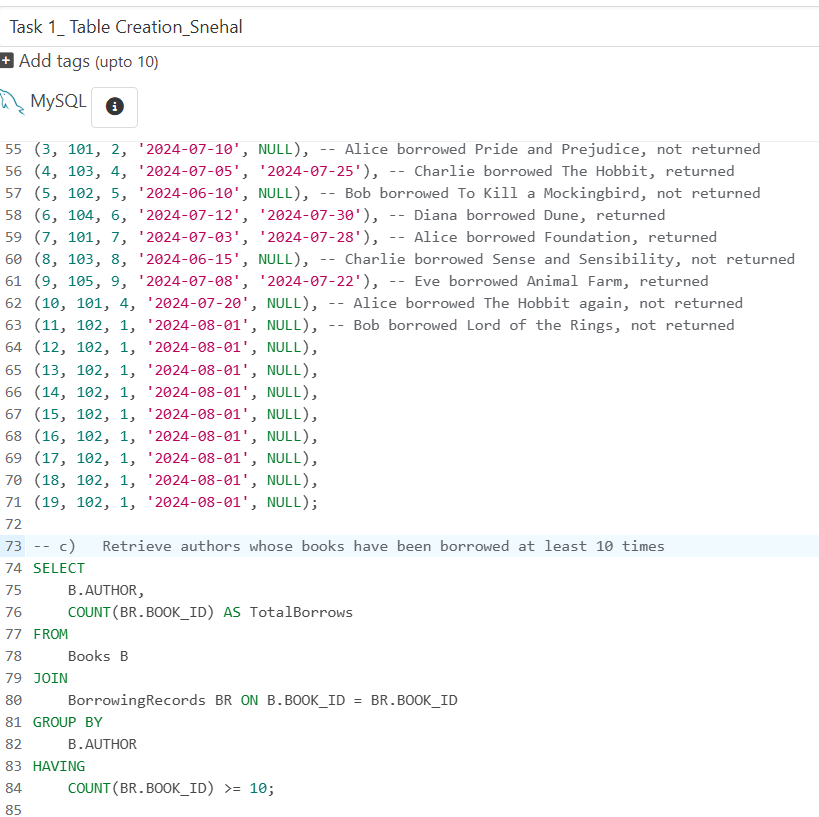 Task 1_ Table Creation_Snehal
+ Add tags (upto 10)
MySQL i
55 (3, 101, 2, '2024-07-10', NULL), -- Alice borrowed Pride and Prejudice, not returned
56 (4, 103, 4, '2024-07-05', '2024-07-25'), -- Charlie borrowed The Hobbit, returned
57 (5, 102, 5, '2024-06-10', NULL), -- Bob borrowed To Kill a Mockingbird, not returned
58 (6, 104, 6, '2024-07-12', '2024-07-30'), -- Diana borrowed Dune, returned
59 (7, 101, 7, '2024-07-03', '2024-07-28'), -- Alice borrowed Foundation, returned
60 (8, 103, 8, '2024-06-15', NULL), -- Charlie borrowed Sense and Sensibility, not returned
61 (9, 105, 9, '2024-07-08', '2024-07-22'), -- Eve borrowed Animal Farm, returned
62 (10, 101, 4, '2024-07-20', NULL), -- Alice borrowed The Hobbit again, not returned
63 (11, 102, 1, '2024-08-01', NULL), -- Bob borrowed Lord of the Rings, not returned
64 (12, 102, 1, '2024-08-01', NULL),
65 (13, 102, 1, '2024-08-01', NULL),
66 (14, 102, 1, '2024-08-01', NULL),
67 (15, 102, 1, '2024-08-01', NULL),
68 (16, 102, 1, '2024-08-01', NULL),
69 (17, 102, 1, '2024-08-01', NULL),
70 (18, 102, 1, '2024-08-01', NULL),
71 (19, 102, 1, '2024-08-01', NULL);
72
73 -- c)   Retrieve authors whose books have been borrowed at least 10 times
74 SELECT
75     B.AUTHOR,
76     COUNT(BR.BOOK_ID) AS TotalBorrows
77 FROM
78     Books B
79 JOIN
80     BorrowingRecords BR ON B.BOOK_ID = BR.BOOK_ID
81 GROUP BY
82     B.AUTHOR
83 HAVING
84     COUNT(BR.BOOK_ID) >= 10;
85